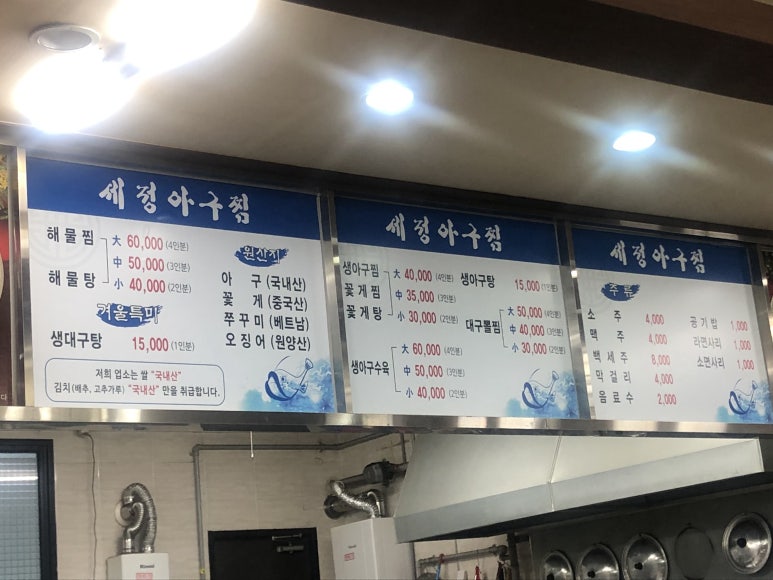 세정아구찜
해물찜
해물탕
大 60,000 (4인분)
中 50,000 (3인분)
小 40,000 (2인분)
겨울특미
생대구탕 15,000 (1인분)
원산지
아 구 (국내산)
꽃 게 (중국산)
쭈꾸미 (베트남)
오징어 (원양산)
저희 업소는 쌀 "국내산"
김치(배추, 고추가루) "국내산" 만을 취급합니다.
세정아구찜
생아구찜
꽃게찜
꽃게탕
大 40,000 (4인분)
中 35,000 (3인분)
小 30,000 (2인분)
생아구수육
大 60,000 (4인분)
中 50,000 (3인분)
小 40,000 (2인분)
생아구탕 15,000 (1인분)
대구뽈찜
大 50,000 (4인분)
中 40,000 (3인분)
小 30,000 (2인분)
세정아구찜
주류
소 주 4,000
맥 주 4,000
백세주 8,000
막걸리 4,000
음료수 2,000
공기밥 1,000
라면사리 1,000
소면사리 1,000
Rinnai
Rinnai